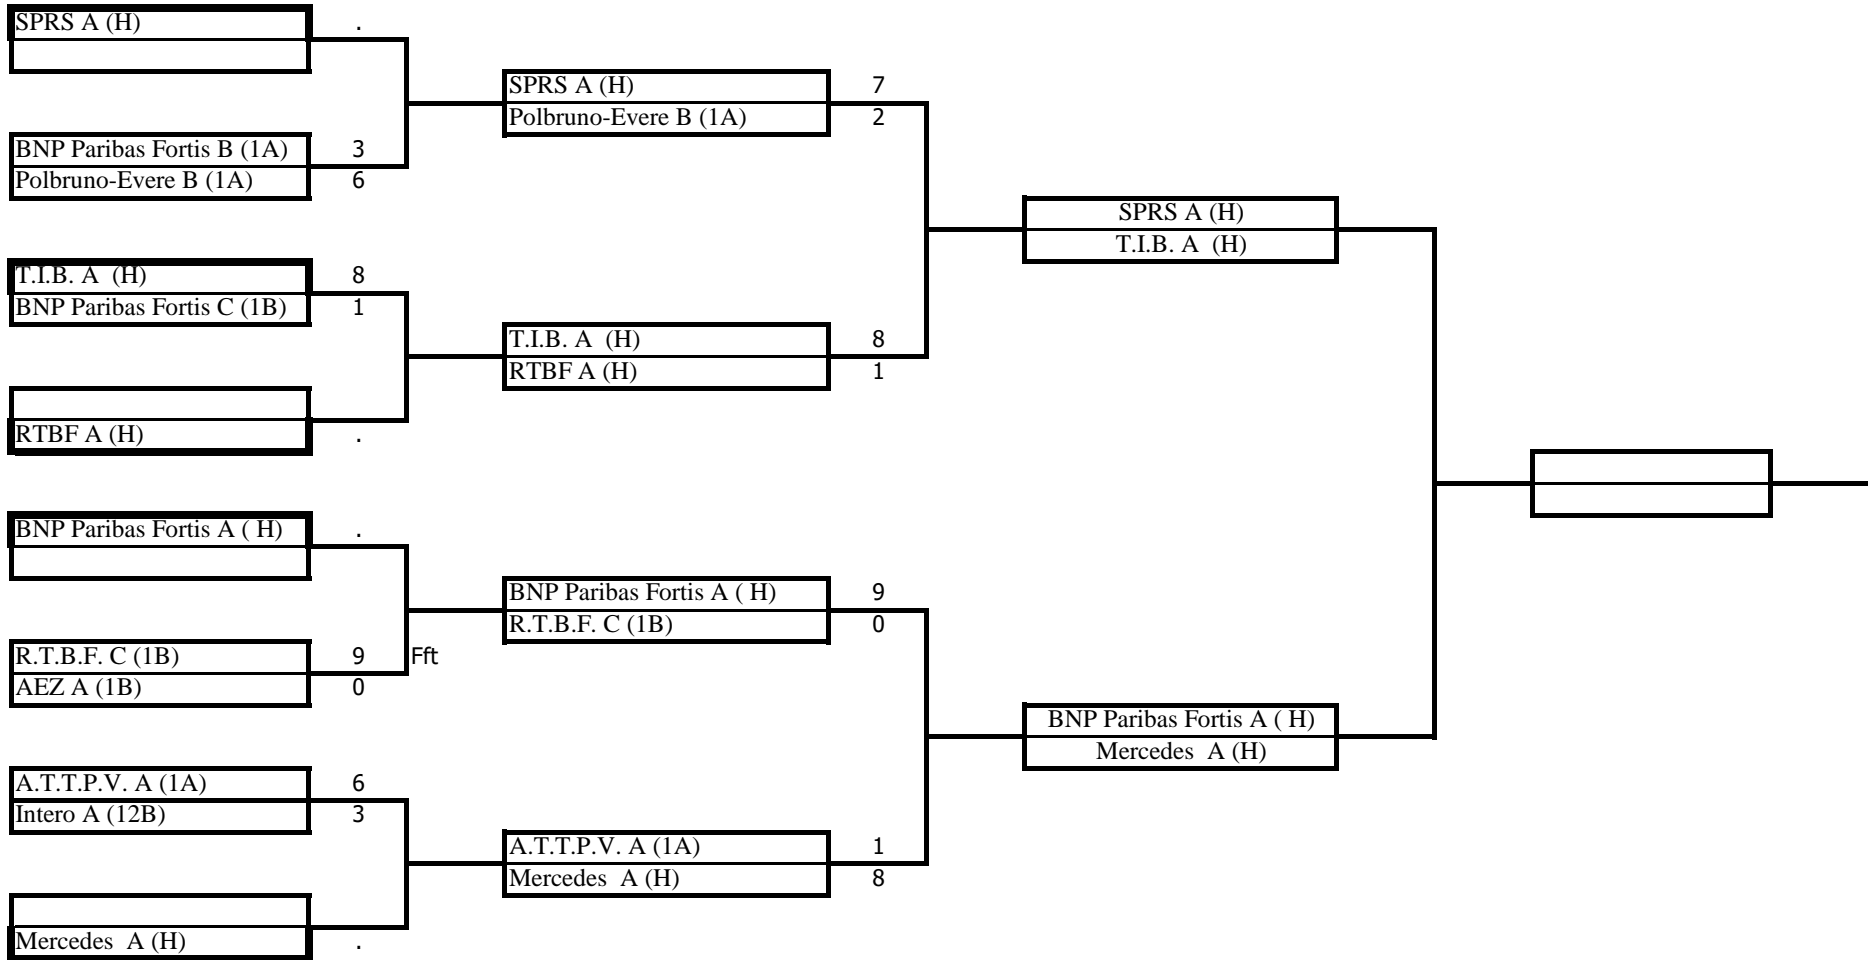 SPRS A (H) .
BNP Paribas Fortis B (1A) 3
Polbruno-Evere B (1A) 6
T.I.B. A (H) 8
BNP Paribas Fortis C (1B) 1
RTBF A (H) .
BNP Paribas Fortis A ( H) .
R.T.B.F. C (1B) 9 Fft
AEZ A (1B) 0
A.T.T.P.V. A (1A) 6
Intero A (12B) 3
Mercedes A (H) .
SPRS A (H) 7
Polbruno-Evere B (1A) 2
T.I.B. A (H) 8
RTBF A (H) 1
BNP Paribas Fortis A ( H) 9
R.T.B.F. C (1B) 0
A.T.T.P.V. A (1A) 1
Mercedes A (H) 8
SPRS A (H)
T.I.B. A (H)
BNP Paribas Fortis A ( H)
Mercedes A (H)